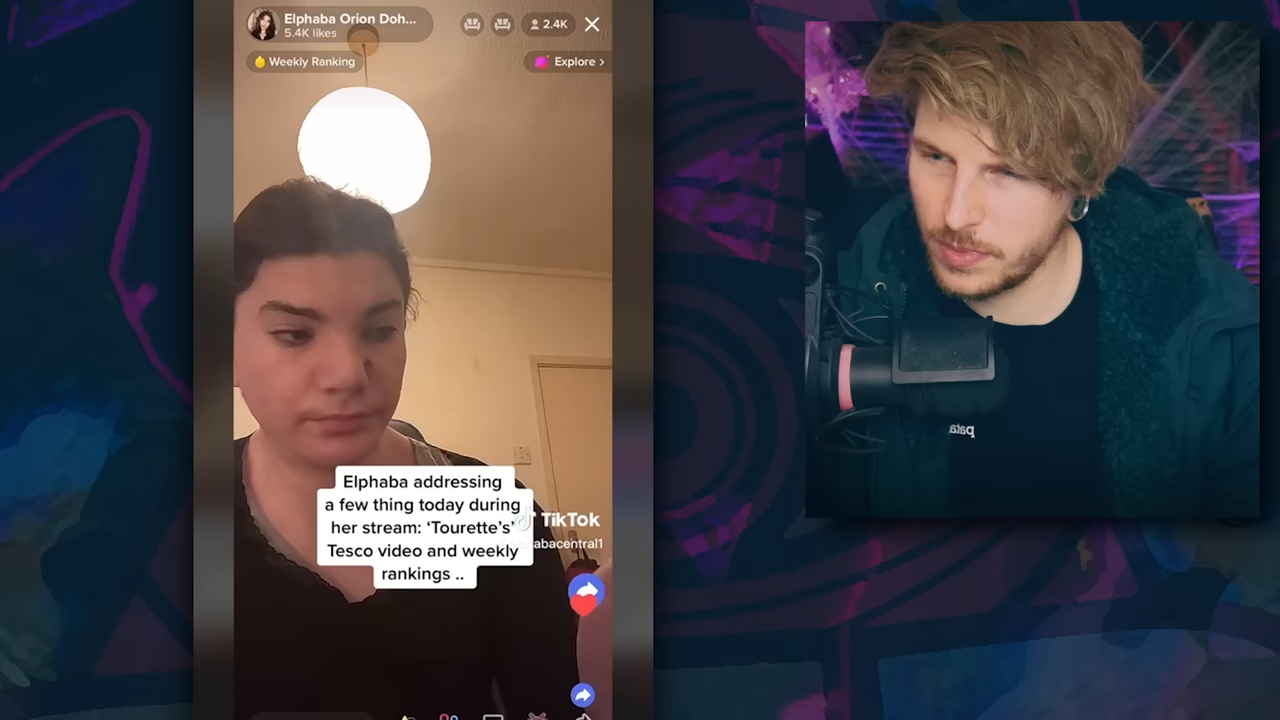 Elphaba Orion Doh...
5.4K likes
2.4K
Weekly Ranking
Explore >
Elphaba addressing
a few thing today during
her stream: ‘Tourette’s’
Tesco video and weekly
rankings ..
TikTok
abacentral1
pata